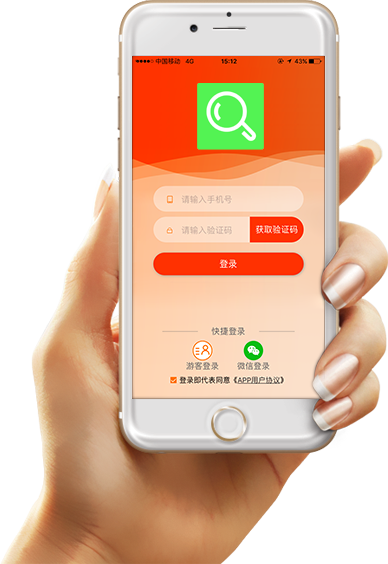 中国移动 4G 15:12 43%
请输入手机号
请输入验证码 获取验证码
登录
快捷登录
游客登录 微信登录
登录即代表同意《APP用户协议》